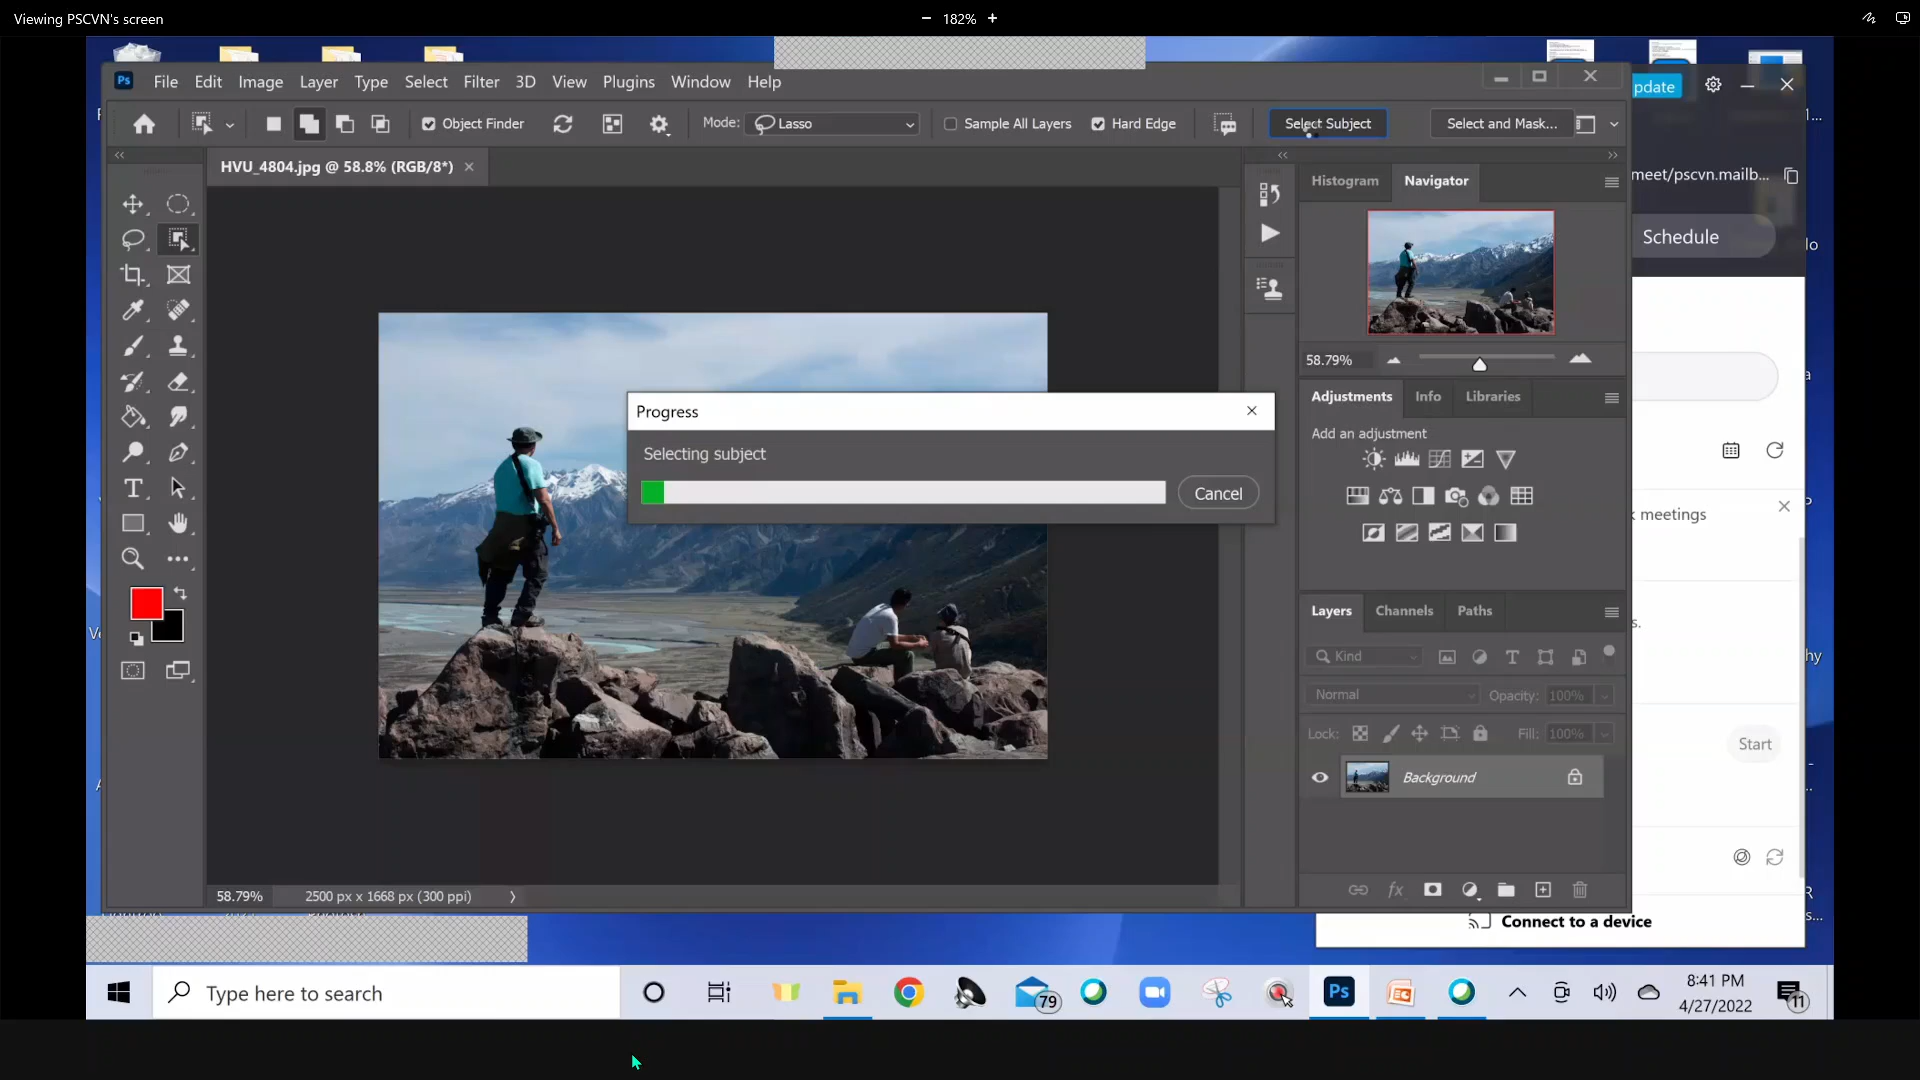 Viewing PSCVN's screen
− 182% +
Ps File Edit Image Layer Type Select Filter 3D View Plugins Window Help
pdate
Object Finder Mode: Lasso Sample All Layers Hard Edge Select Subject Select and Mask...
HVU_4804.jpg @ 58.8% (RGB/8*)
Histogram Navigator
meet/pscvn.mailb...
Schedule
58.79%
Progress
Selecting subject
Cancel
Adjustments Info Libraries
Add an adjustment
meetings
Layers Channels Paths
Kind
Normal Opacity: 100%
Lock: Fill: 100%
Background
Start
58.79% 2500 px x 1668 px (300 ppi)
Connect to a device
Type here to search
79
Ps
8:41 PM
4/27/2022
11